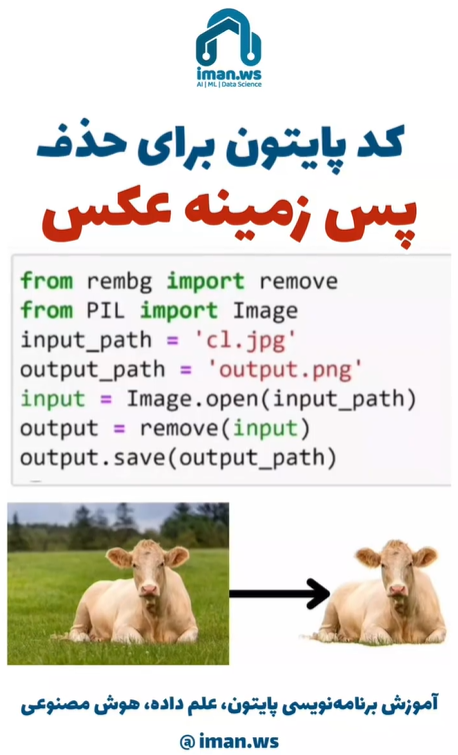 iman.ws
AI | ML | Data Science
کد پایتون برای حذف
پس زمینه عکس
from rembg import remove
from PIL import Image
input_path = 'cl.jpg'
output_path = 'output.png'
input = Image.open(input_path)
output = remove(input)
output.save(output_path)
آموزش برنامه‌نویسی پایتون، علم داده، هوش مصنوعی
@ iman.ws